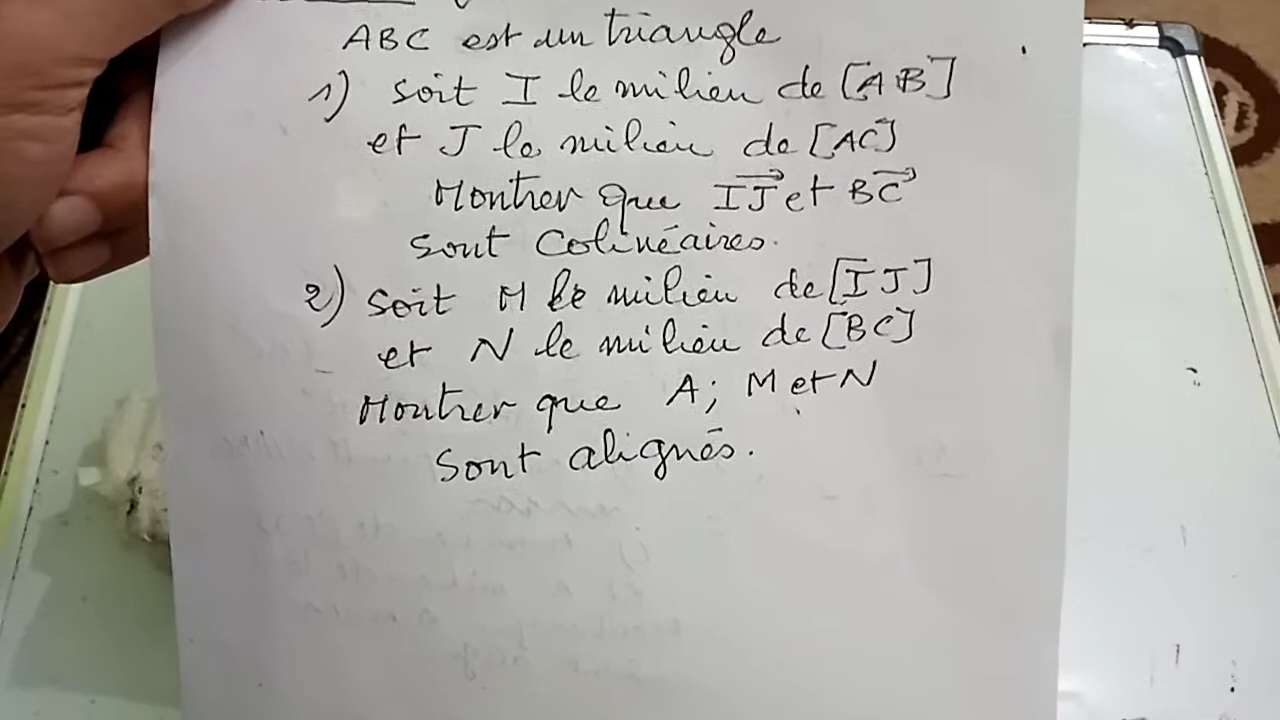 ABC est un triangle
1) soit I le milieu de [AB]
et J le milieu de [AC]
Montrer que IJ et BC
sont colinéaires.
2) soit M le milieu de [IJ]
et N le milieu de [BC]
Montrer que A; M et N
sont alignés.